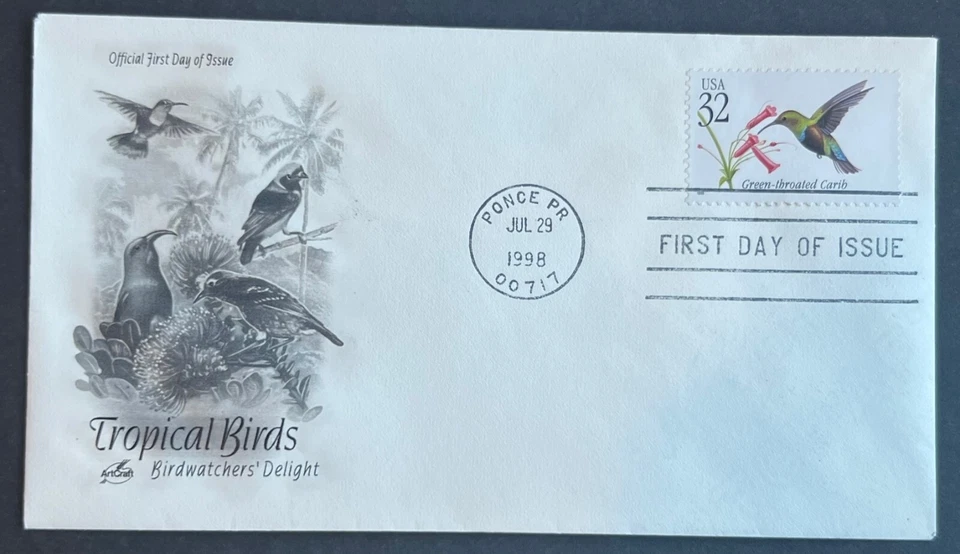 Official First Day of Issue
USA
32
Green-throated Carib
PONCE PR
JUL 29
1998
00717
FIRST DAY OF ISSUE
Tropical Birds
ArtCraft
Birdwatchers' Delight